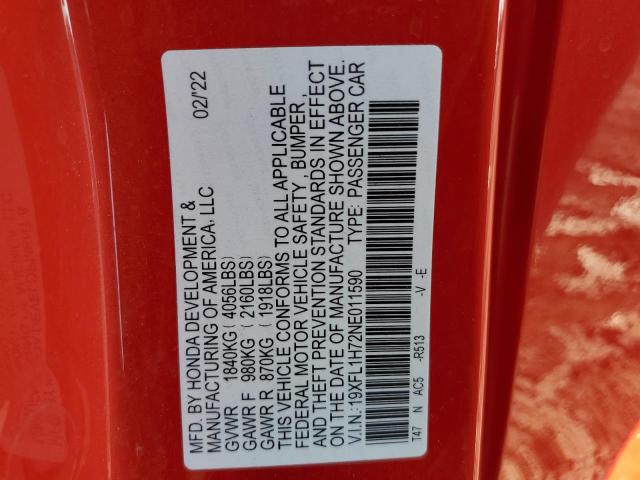 MFD. BY HONDA DEVELOPMENT & 02/'22
MANUFACTURING OF AMERICA, LLC
GVWR 1840KG ( 4056LBS)
GAWR F 980KG ( 2160LBS)
GAWR R 870KG ( 1918LBS)
THIS VEHICLE CONFORMS TO ALL APPLICABLE
FEDERAL MOTOR VEHICLE SAFETY , BUMPER ,
AND THEFT PREVENTION STANDARDS IN EFFECT
ON THE DATE OF MANUFACTURE SHOWN ABOVE.
V.I.N.:19XFL1H72NE011590 TYPE: PASSENGER CAR
T47 N AC5 -R513 -V -E